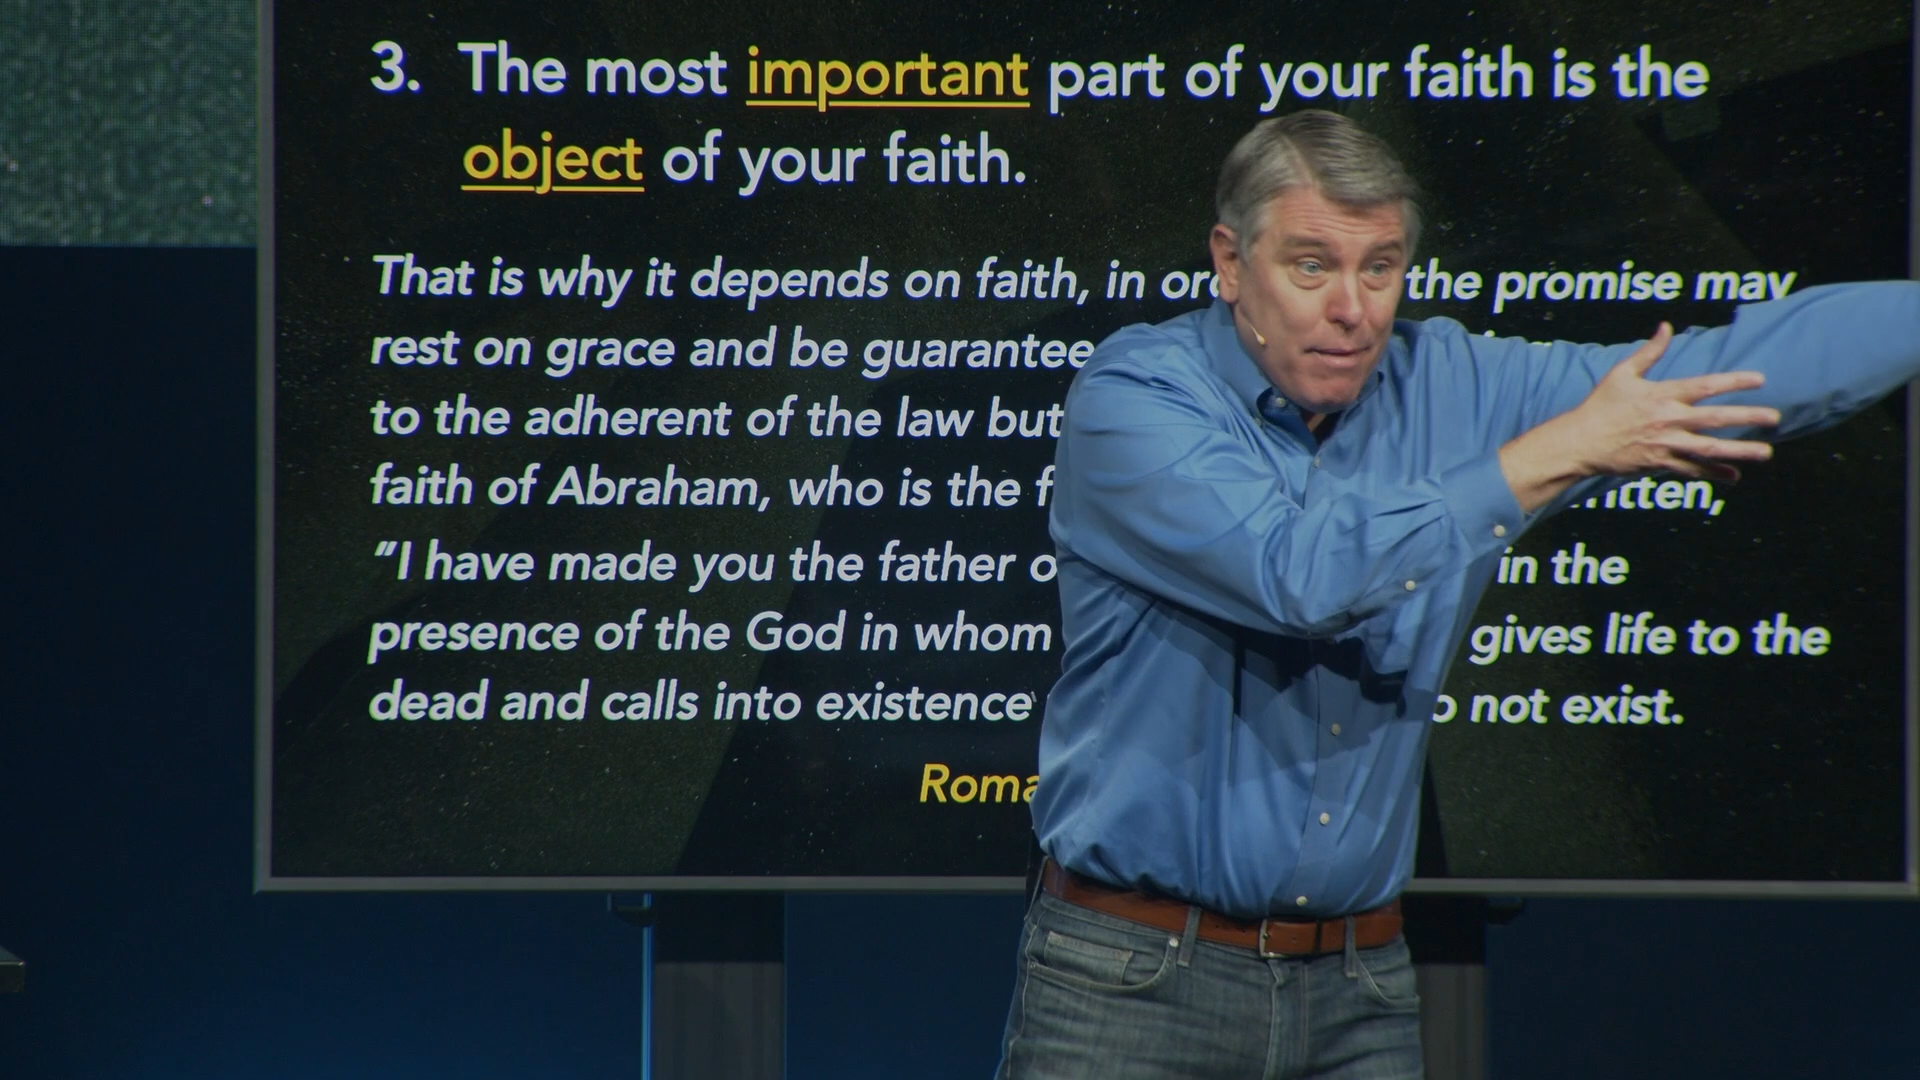 3. The most important part of your faith is the
object of your faith.
That is why it depends on faith, in the promise may
rest on grace and be
to the adherent of the law but
faith of Abraham, who is the
"I have made you the father in the
presence of the God in whom gives life to the
dead and calls into existence not exist.